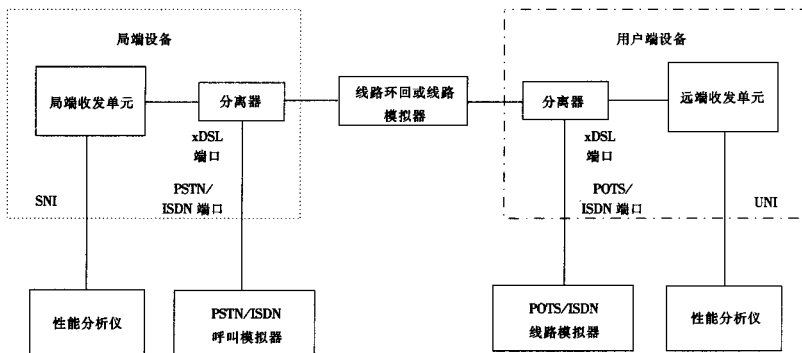 局端设备
用户端设备
局端收发单元
分离器
线路环回或线路
模拟器
分离器
远端收发单元
xDSL
端口
xDSL
端口
SNI
PSTN/
ISDN 端口
POTS/
ISDN 端口
UNI
性能分析仪
PSTN/ISDN
呼叫模拟器
POTS/ISDN
线路模拟器
性能分析仪